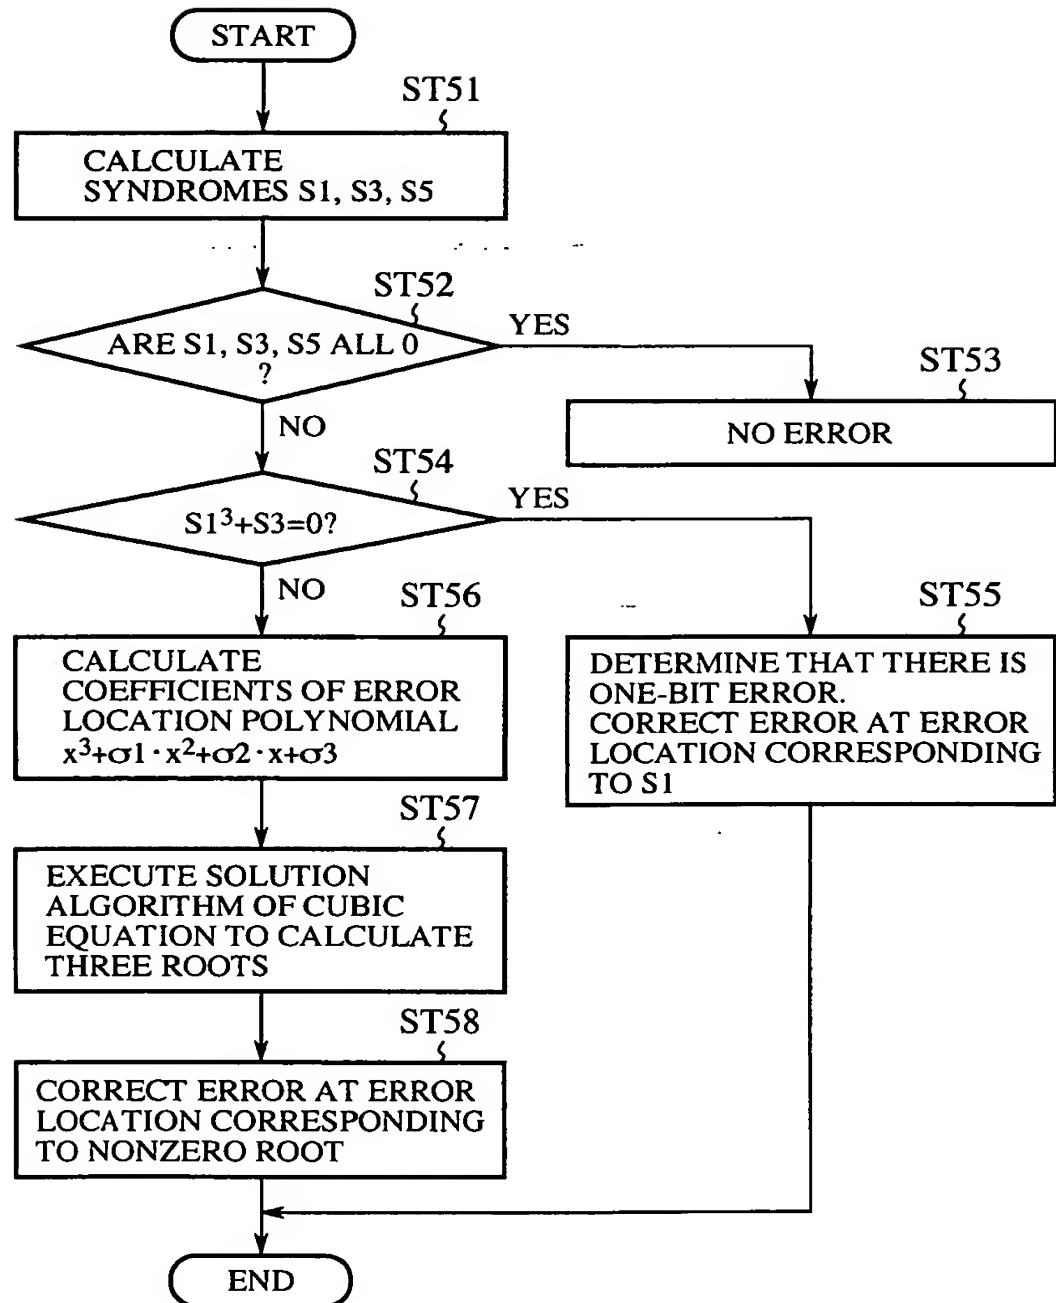 START
ST51
CALCULATE
SYNDROMES S1, S3, S5
ST52
ARE S1, S3, S5 ALL 0
?
YES
NO
ST53
NO ERROR
ST54
S1³+S3=0?
YES
NO
ST56
CALCULATE
COEFFICIENTS OF ERROR
LOCATION POLYNOMIAL
x³+σ1·x²+σ2·x+σ3
ST55
DETERMINE THAT THERE IS
ONE-BIT ERROR.
CORRECT ERROR AT ERROR
LOCATION CORRESPONDING
TO S1
ST57
EXECUTE SOLUTION
ALGORITHM OF CUBIC
EQUATION TO CALCULATE
THREE ROOTS
ST58
CORRECT ERROR AT ERROR
LOCATION CORRESPONDING
TO NONZERO ROOT
END